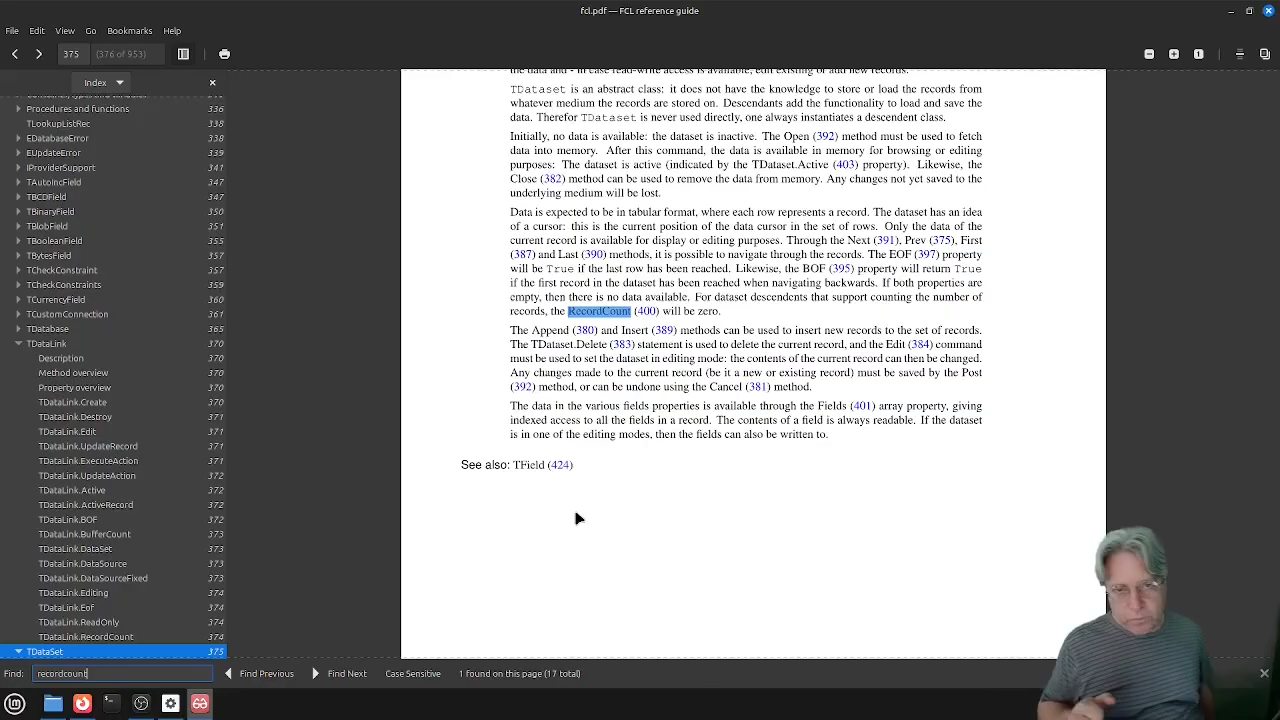 fcl.pdf — FCL reference guide
File Edit View Go Bookmarks Help
375 (376 of 953)
Index
Procedures and functions 336
TLookupListRec 338
EDatabaseError 338
EUpdateError 339
IProviderSupport 341
TAutoIncField 347
TBCDField 347
TBinaryField 350
TBlobField 351
TBooleanField 355
TBytesField 357
TCheckConstraint 357
TCheckConstraints 359
TCurrencyField 360
TCustomConnection 361
TDatabase 365
TDataLink 370
Description 370
Method overview 370
Property overview 370
TDataLink.Create 370
TDataLink.Destroy 371
TDataLink.Edit 371
TDataLink.UpdateRecord 371
TDataLink.ExecuteAction 371
TDataLink.UpdateAction 372
TDataLink.Active 372
TDataLink.ActiveRecord 372
TDataLink.BOF 372
TDataLink.BufferCount 373
TDataLink.DataSet 373
TDataLink.DataSource 373
TDataLink.DataSourceFixed 373
TDataLink.Editing 374
TDataLink.Eof 374
TDataLink.ReadOnly 374
TDataLink.RecordCount 374
TDataSet 375
the data and - in case read-write access is available, edit existing or add new records.
TDataset is an abstract class: it does not have the knowledge to store or load the records from
whatever medium the records are stored on. Descendants add the functionality to load and save the
data. Therefor TDataset is never used directly, one always instantiates a descendent class.
Initially, no data is available: the dataset is inactive. The Open (392) method must be used to fetch
data into memory. After this command, the data is available in memory for browsing or editing
purposes: The dataset is active (indicated by the TDataset.Active (403) property). Likewise, the
Close (382) method can be used to remove the data from memory. Any changes not yet saved to the
underlying medium will be lost.
Data is expected to be in tabular format, where each row represents a record. The dataset has an idea
of a cursor: this is the current position of the data cursor in the set of rows. Only the data of the
current record is available for display or editing purposes. Through the Next (391), Prev (375), First
(387) and Last (390) methods, it is possible to navigate through the records. The EOF (397) property
will be True if the last row has been reached. Likewise, the BOF (395) property will return True
if the first record in the dataset has been reached when navigating backwards. If both properties are
empty, then there is no data available. For dataset descendents that support counting the number of
records, the RecordCount (400) will be zero.
The Append (380) and Insert (389) methods can be used to insert new records to the set of records.
The TDataset.Delete (383) statement is used to delete the current record, and the Edit (384) command
must be used to set the dataset in editing mode: the contents of the current record can then be changed.
Any changes made to the current record (be it a new or existing record) must be saved by the Post
(392) method, or can be undone using the Cancel (381) method.
The data in the various fields properties is available through the Fields (401) array property, giving
indexed access to all the fields in a record. The contents of a field is always readable. If the dataset
is in one of the editing modes, then the fields can also be written to.
See also: TField (424)
Find: recordcount Find Previous Find Next Case Sensitive 1 found on this page (17 total)